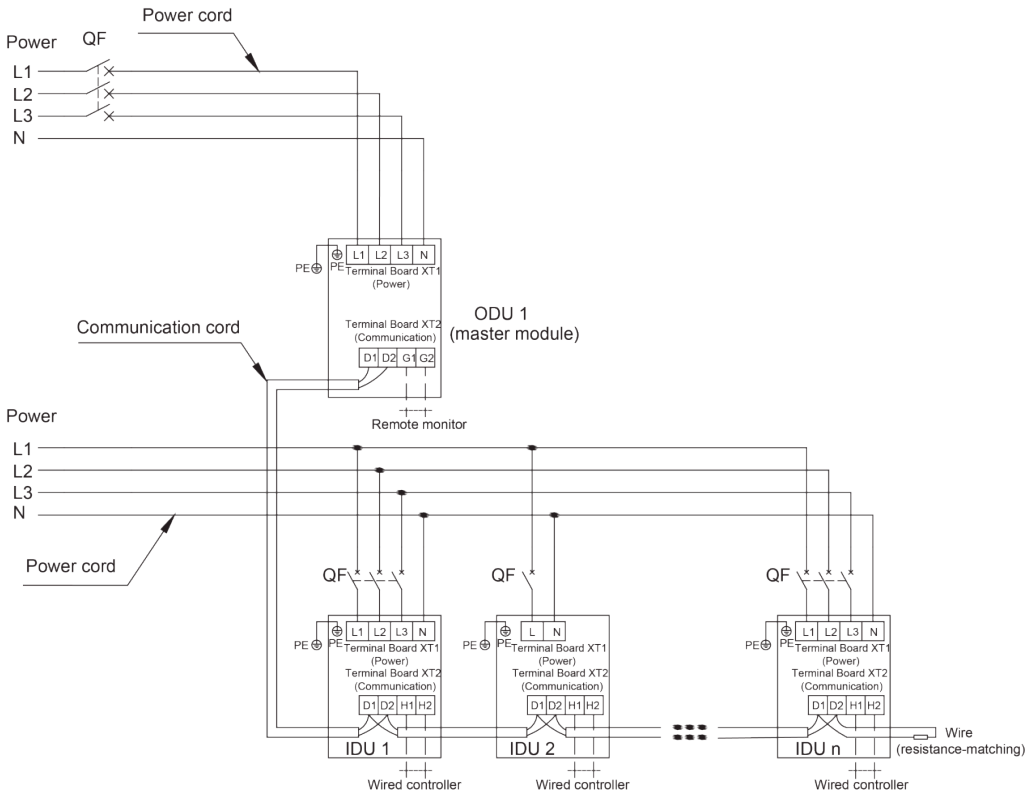 Power cord
Power QF
L1
L2
L3
N
PE PE L1 L2 L3 N
Terminal Board XT1
(Power)
ODU 1
(master module)
Communication cord
Terminal Board XT2
(Communication)
D1 D2 G1 G2
Remote monitor
Power
L1
L2
L3
N
Power cord
QF QF QF
PE PE L1 L2 L3 N
Terminal Board XT1
(Power)
Terminal Board XT2
(Communication)
D1 D2 H1 H2
IDU 1
Wired controller
PE PE L N
Terminal Board XT1
(Power)
Terminal Board XT2
(Communication)
D1 D2 H1 H2
IDU 2
Wired controller
PE PE L1 L2 L3 N
Terminal Board XT1
(Power)
Terminal Board XT2
(Communication)
D1 D2 H1 H2
IDU n
Wired controller
Wire
(resistance-matching)